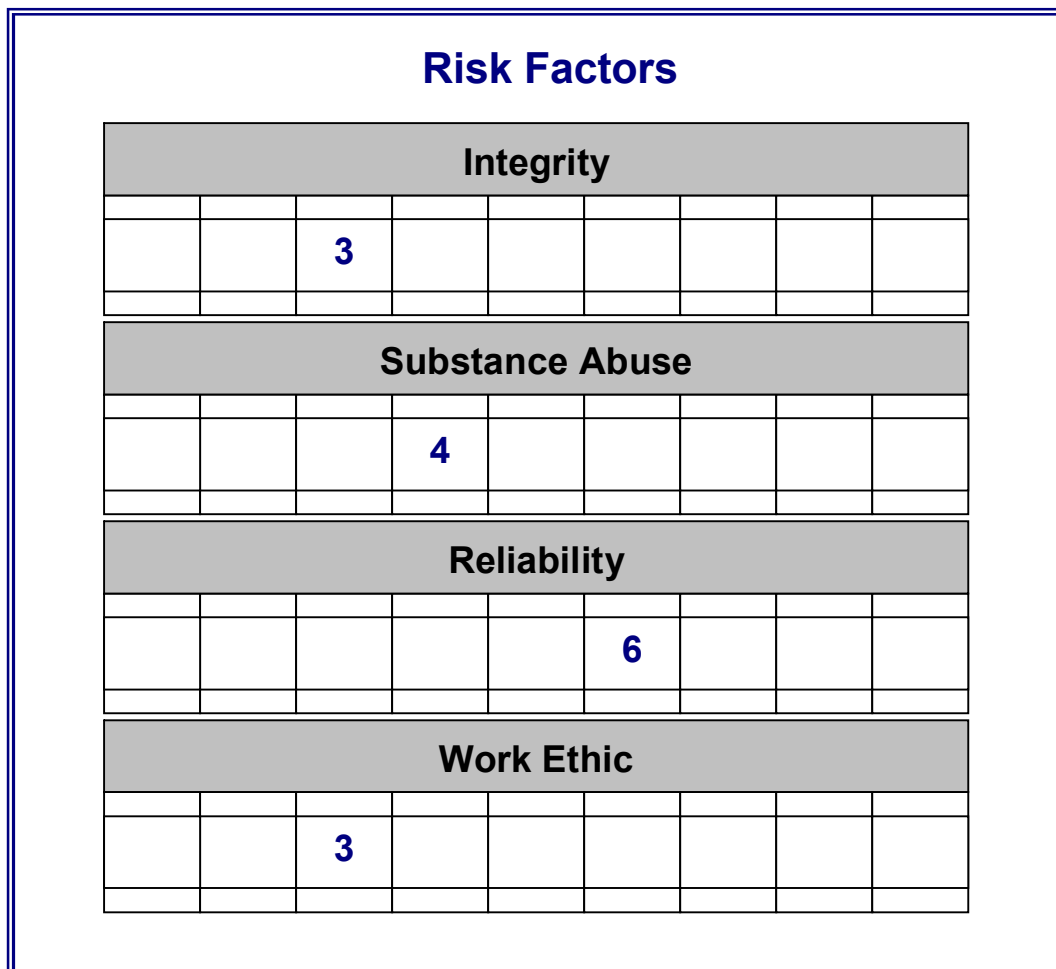 Risk Factors
Integrity
3
Substance Abuse
4
Reliability
6
Work Ethic
3